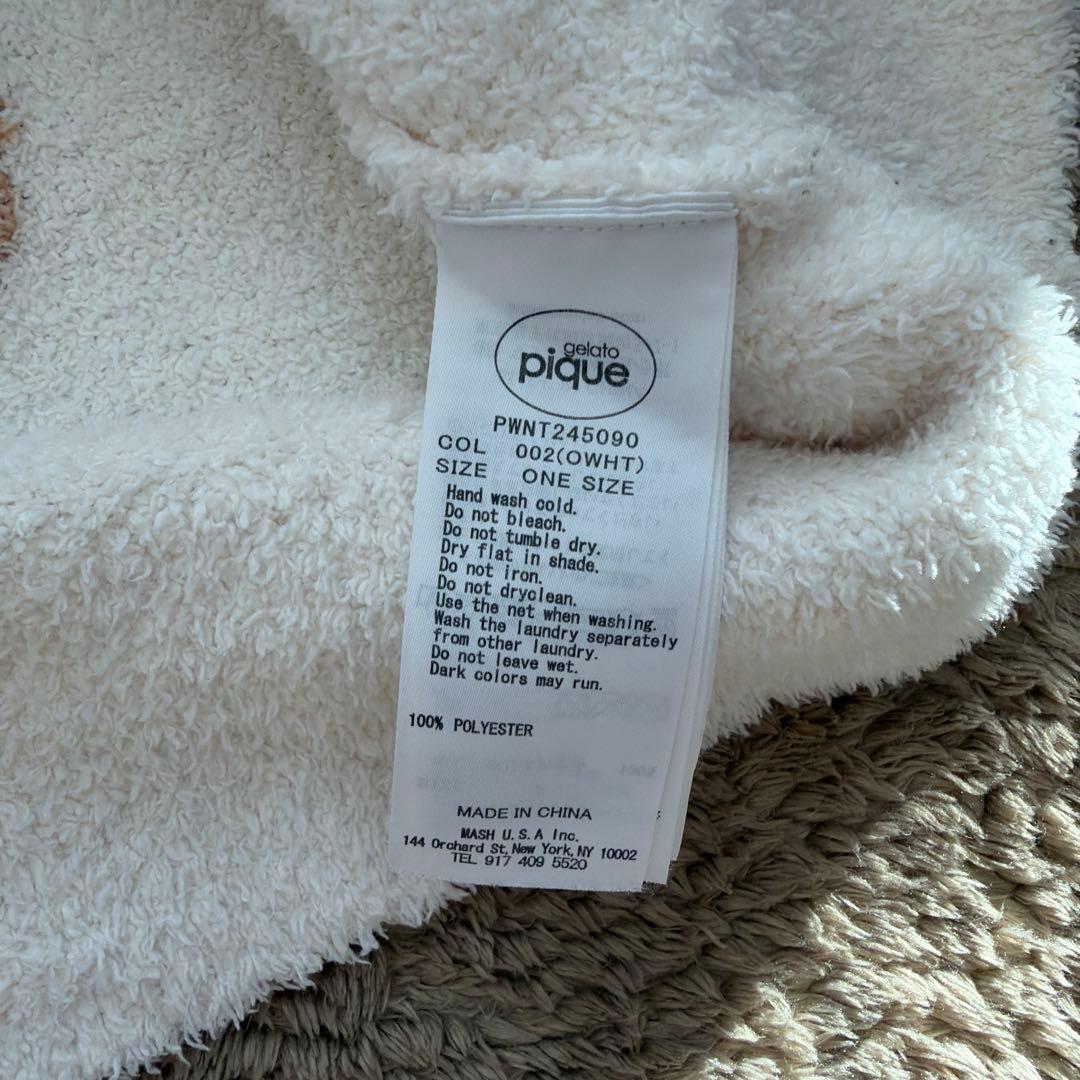 gelato
pique
PWNT245090
COL 002(OWHT)
SIZE ONE SIZE
Hand wash cold.
Do not bleach.
Do not tumble dry.
Dry flat in shade.
Do not iron.
Do not dryclean.
Use the net when washing.
Wash the laundry separately
from other laundry.
Do not leave wet.
Dark colors may run.
100% POLYESTER
MADE IN CHINA
MASH U.S.A Inc.
144 Orchard St, New York, NY 10002
TEL 917 409 5520